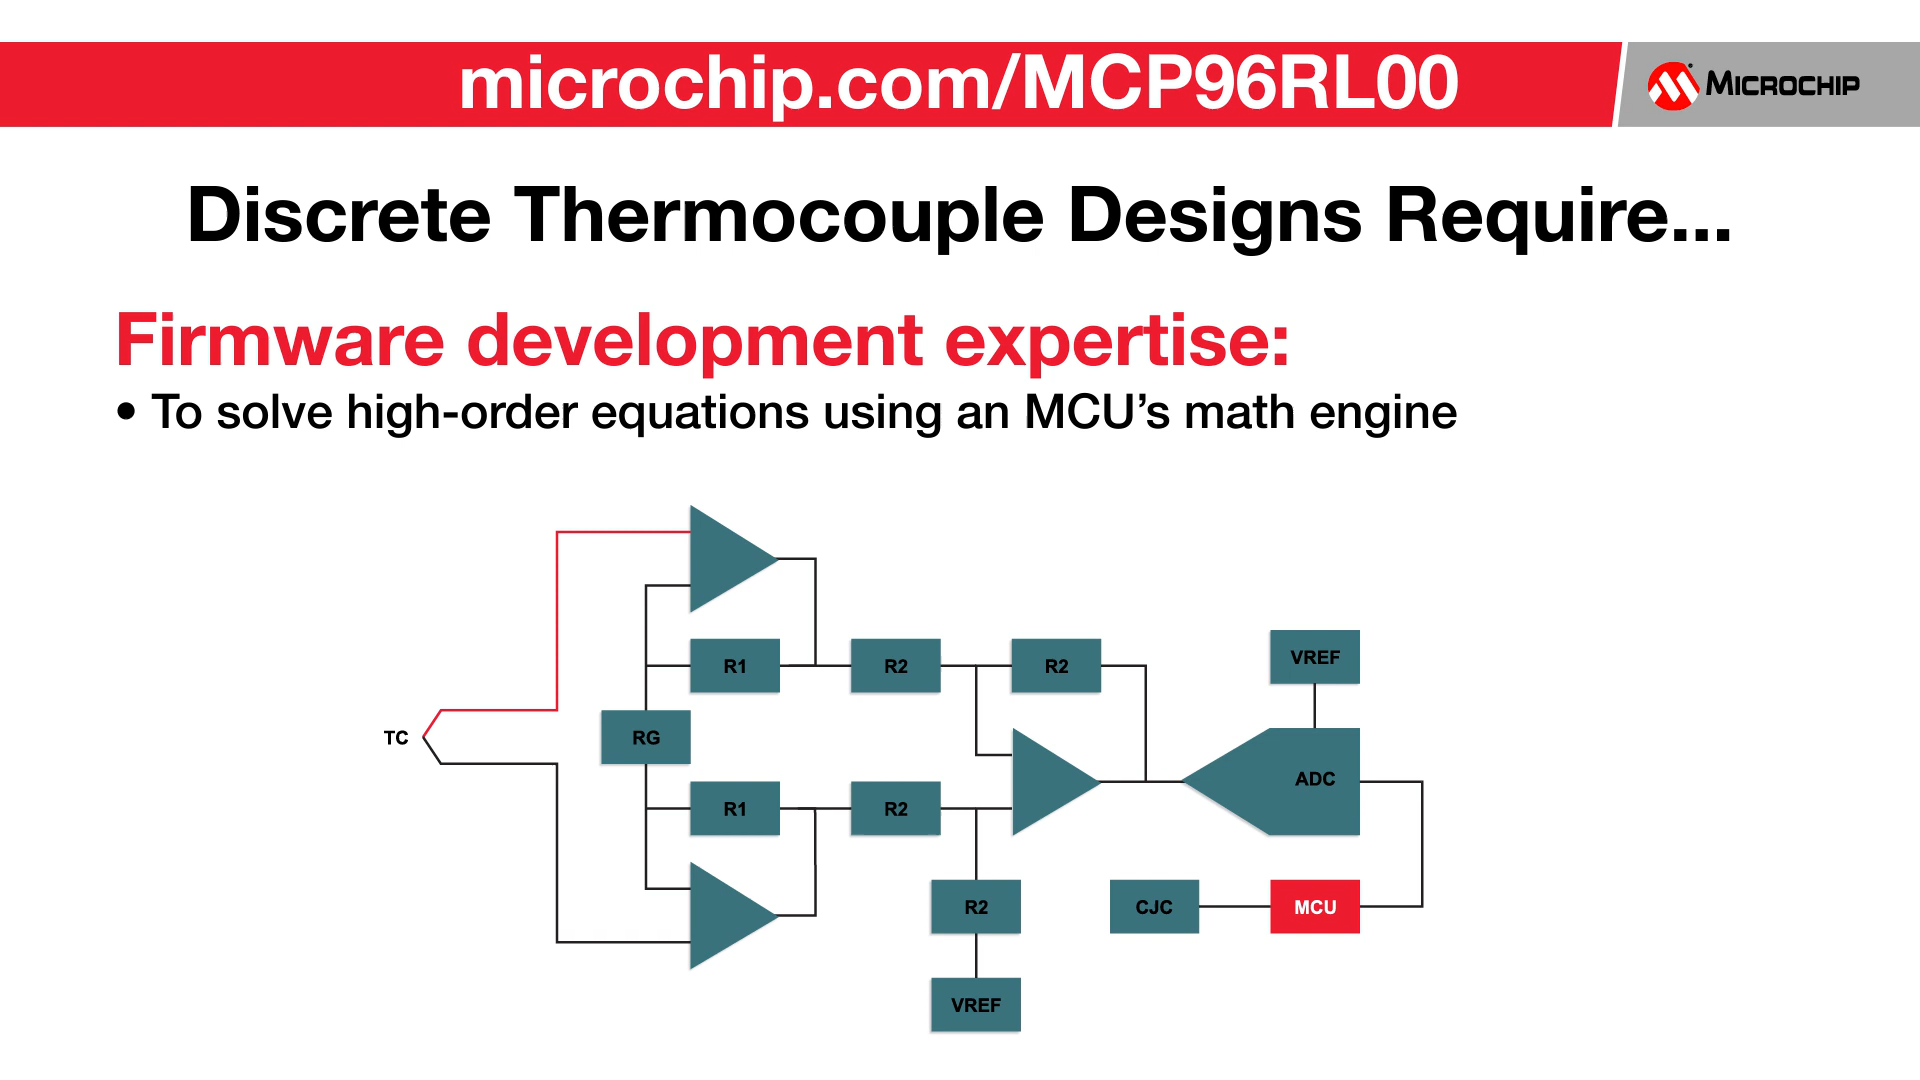 microchip.com/MCP96RL00
MICROCHIP
Discrete Thermocouple Designs Require...
Firmware development expertise:
• To solve high-order equations using an MCU’s math engine
R1
R2
R2
VREF
TC
RG
ADC
R1
R2
R2
CJC
MCU
VREF